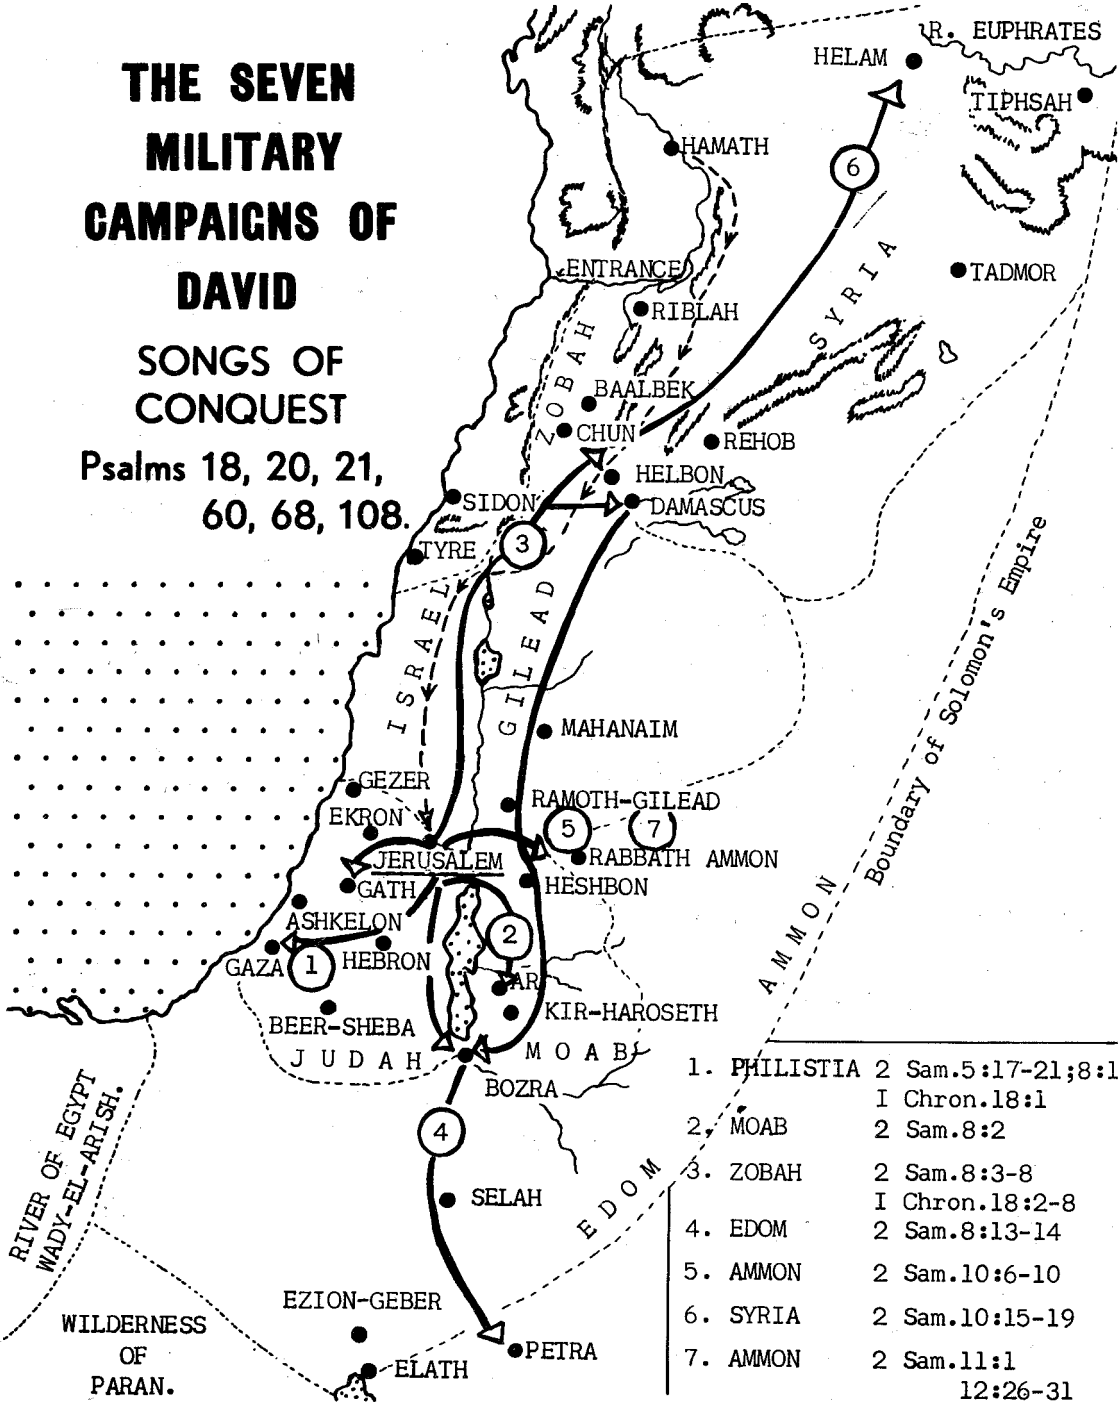 THE SEVEN
MILITARY
CAMPAIGNS OF
DAVID
SONGS OF
CONQUEST
Psalms 18, 20, 21,
60, 68, 108.
R. EUPHRATES
HELAM
TIPHSAH
HAMATH
6
ENTRANCE
TADMOR
RIBLAH
SYRIA
ZOBAH
BAALBEK
CHUN
REHOB
HELBON
SIDON
DAMASCUS
3
TYRE
ISRAEL
GILEAD
Boundary of Solomon's Empire
MAHANAIM
GEZER
RAMOTH-GILEAD
EKRON
5
7
JERUSALEM
RABBATH AMMON
GATH
HESHBON
ASHKELON
AMMON
2
GAZA
1
HEBRON
AR
BEER-SHEBA
KIR-HAROSETH
JUDAH
MOAB
BOZRA
4
RIVER OF EGYPT
WADY-EL-ARISH.
SELAH
EDOM
EZION-GEBER
WILDERNESS
OF
PARAN.
ELATH
PETRA
1. PHILISTIA 2 Sam.5:17-21;8:1
I Chron.18:1
2. MOAB 2 Sam.8:2
3. ZOBAH 2 Sam.8:3-8
I Chron.18:2-8
4. EDOM 2 Sam.8:13-14
5. AMMON 2 Sam.10:6-10
6. SYRIA 2 Sam.10:15-19
7. AMMON 2 Sam.11:1
12:26-31